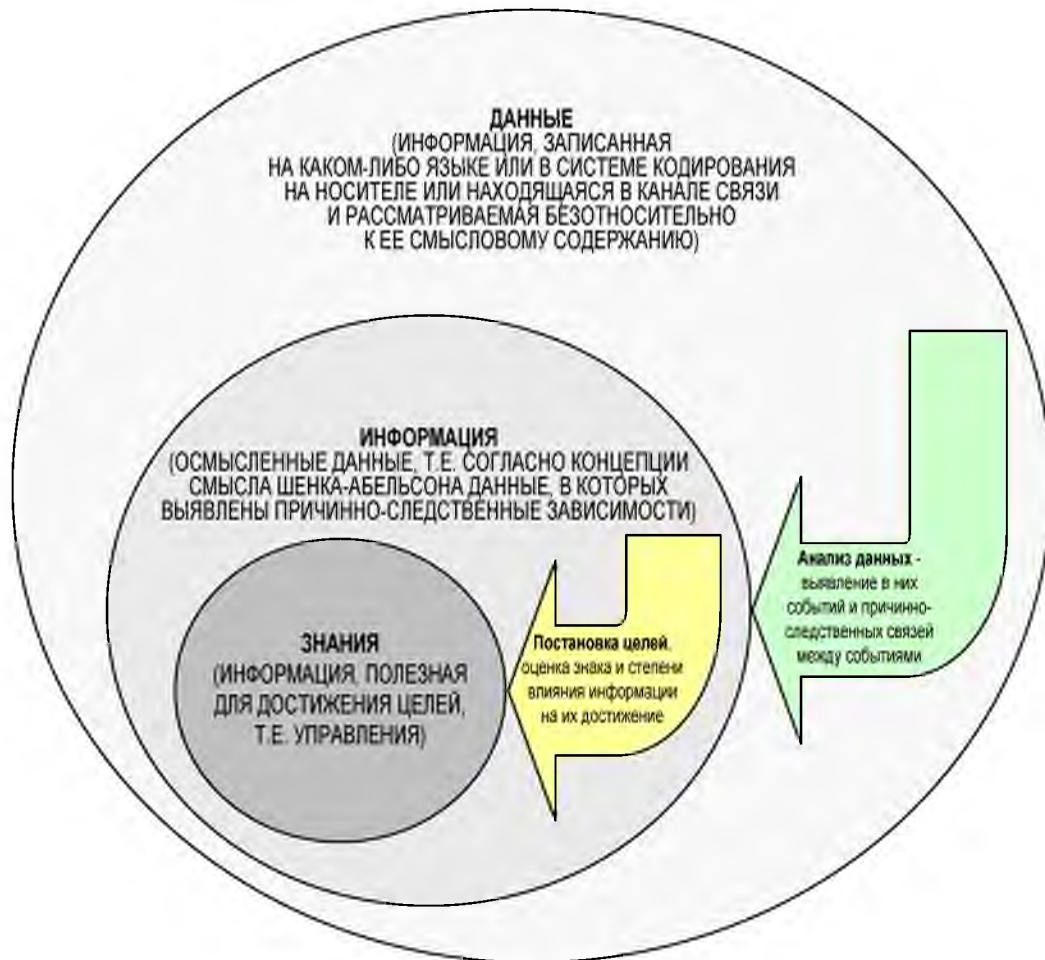 ДАННЫЕ
(ИНФОРМАЦИЯ, ЗАПИСАННАЯ
НА КАКОМ-ЛИБО ЯЗЫКЕ ИЛИ В СИСТЕМЕ КОДИРОВАНИЯ
НА НОСИТЕЛЕ ИЛИ НАХОДЯЩАЯСЯ В КАНАЛЕ СВЯЗИ
И РАССМАТРИВАЕМАЯ БЕЗОТНОСИТЕЛЬНО
К ЕЕ СМЫСЛОВОМУ СОДЕРЖАНИЮ)
ИНФОРМАЦИЯ
(ОСМЫСЛЕННЫЕ ДАННЫЕ, Т.Е. СОГЛАСНО КОНЦЕПЦИИ
СМЫСЛА ШЕНКА-АБЕЛЬСОНА ДАННЫЕ, В КОТОРЫХ
ВЫЯВЛЕНЫ ПРИЧИННО-СЛЕДСТВЕННЫЕ ЗАВИСИМОСТИ)
Анализ данных -
выявление в них
событий и причинно-
следственных связей
между событиями
ЗНАНИЯ
(ИНФОРМАЦИЯ, ПОЛЕЗНАЯ
ДЛЯ ДОСТИЖЕНИЯ ЦЕЛЕЙ,
Т.Е. УПРАВЛЕНИЯ)
Постановка целей,
оценка знака и степени
влияния информации
на их достижение